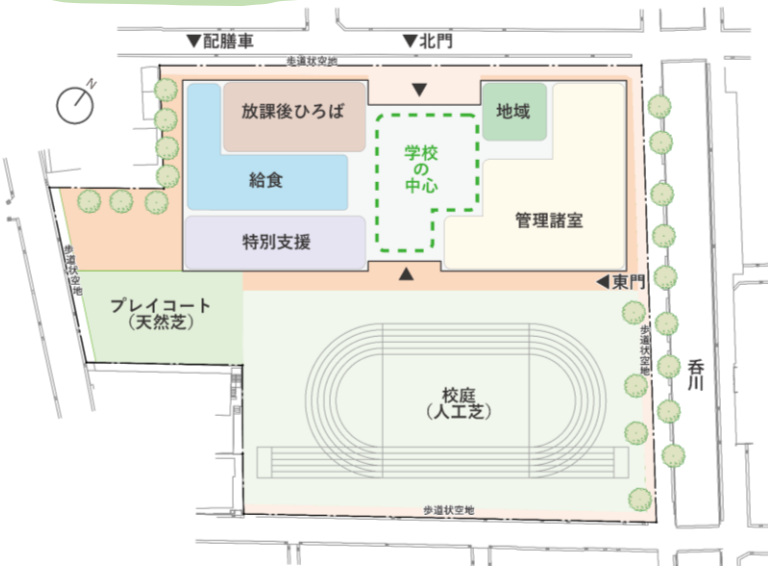 ▼配膳車
▼北門
歩道状空地
N
放課後ひろば
地域
学校
の
中心
給食
管理諸室
特別支援
◀東門
歩道状空地
プレイコート
（天然芝）
歩道状空地
呑川
校庭
（人工芝）
歩道状空地